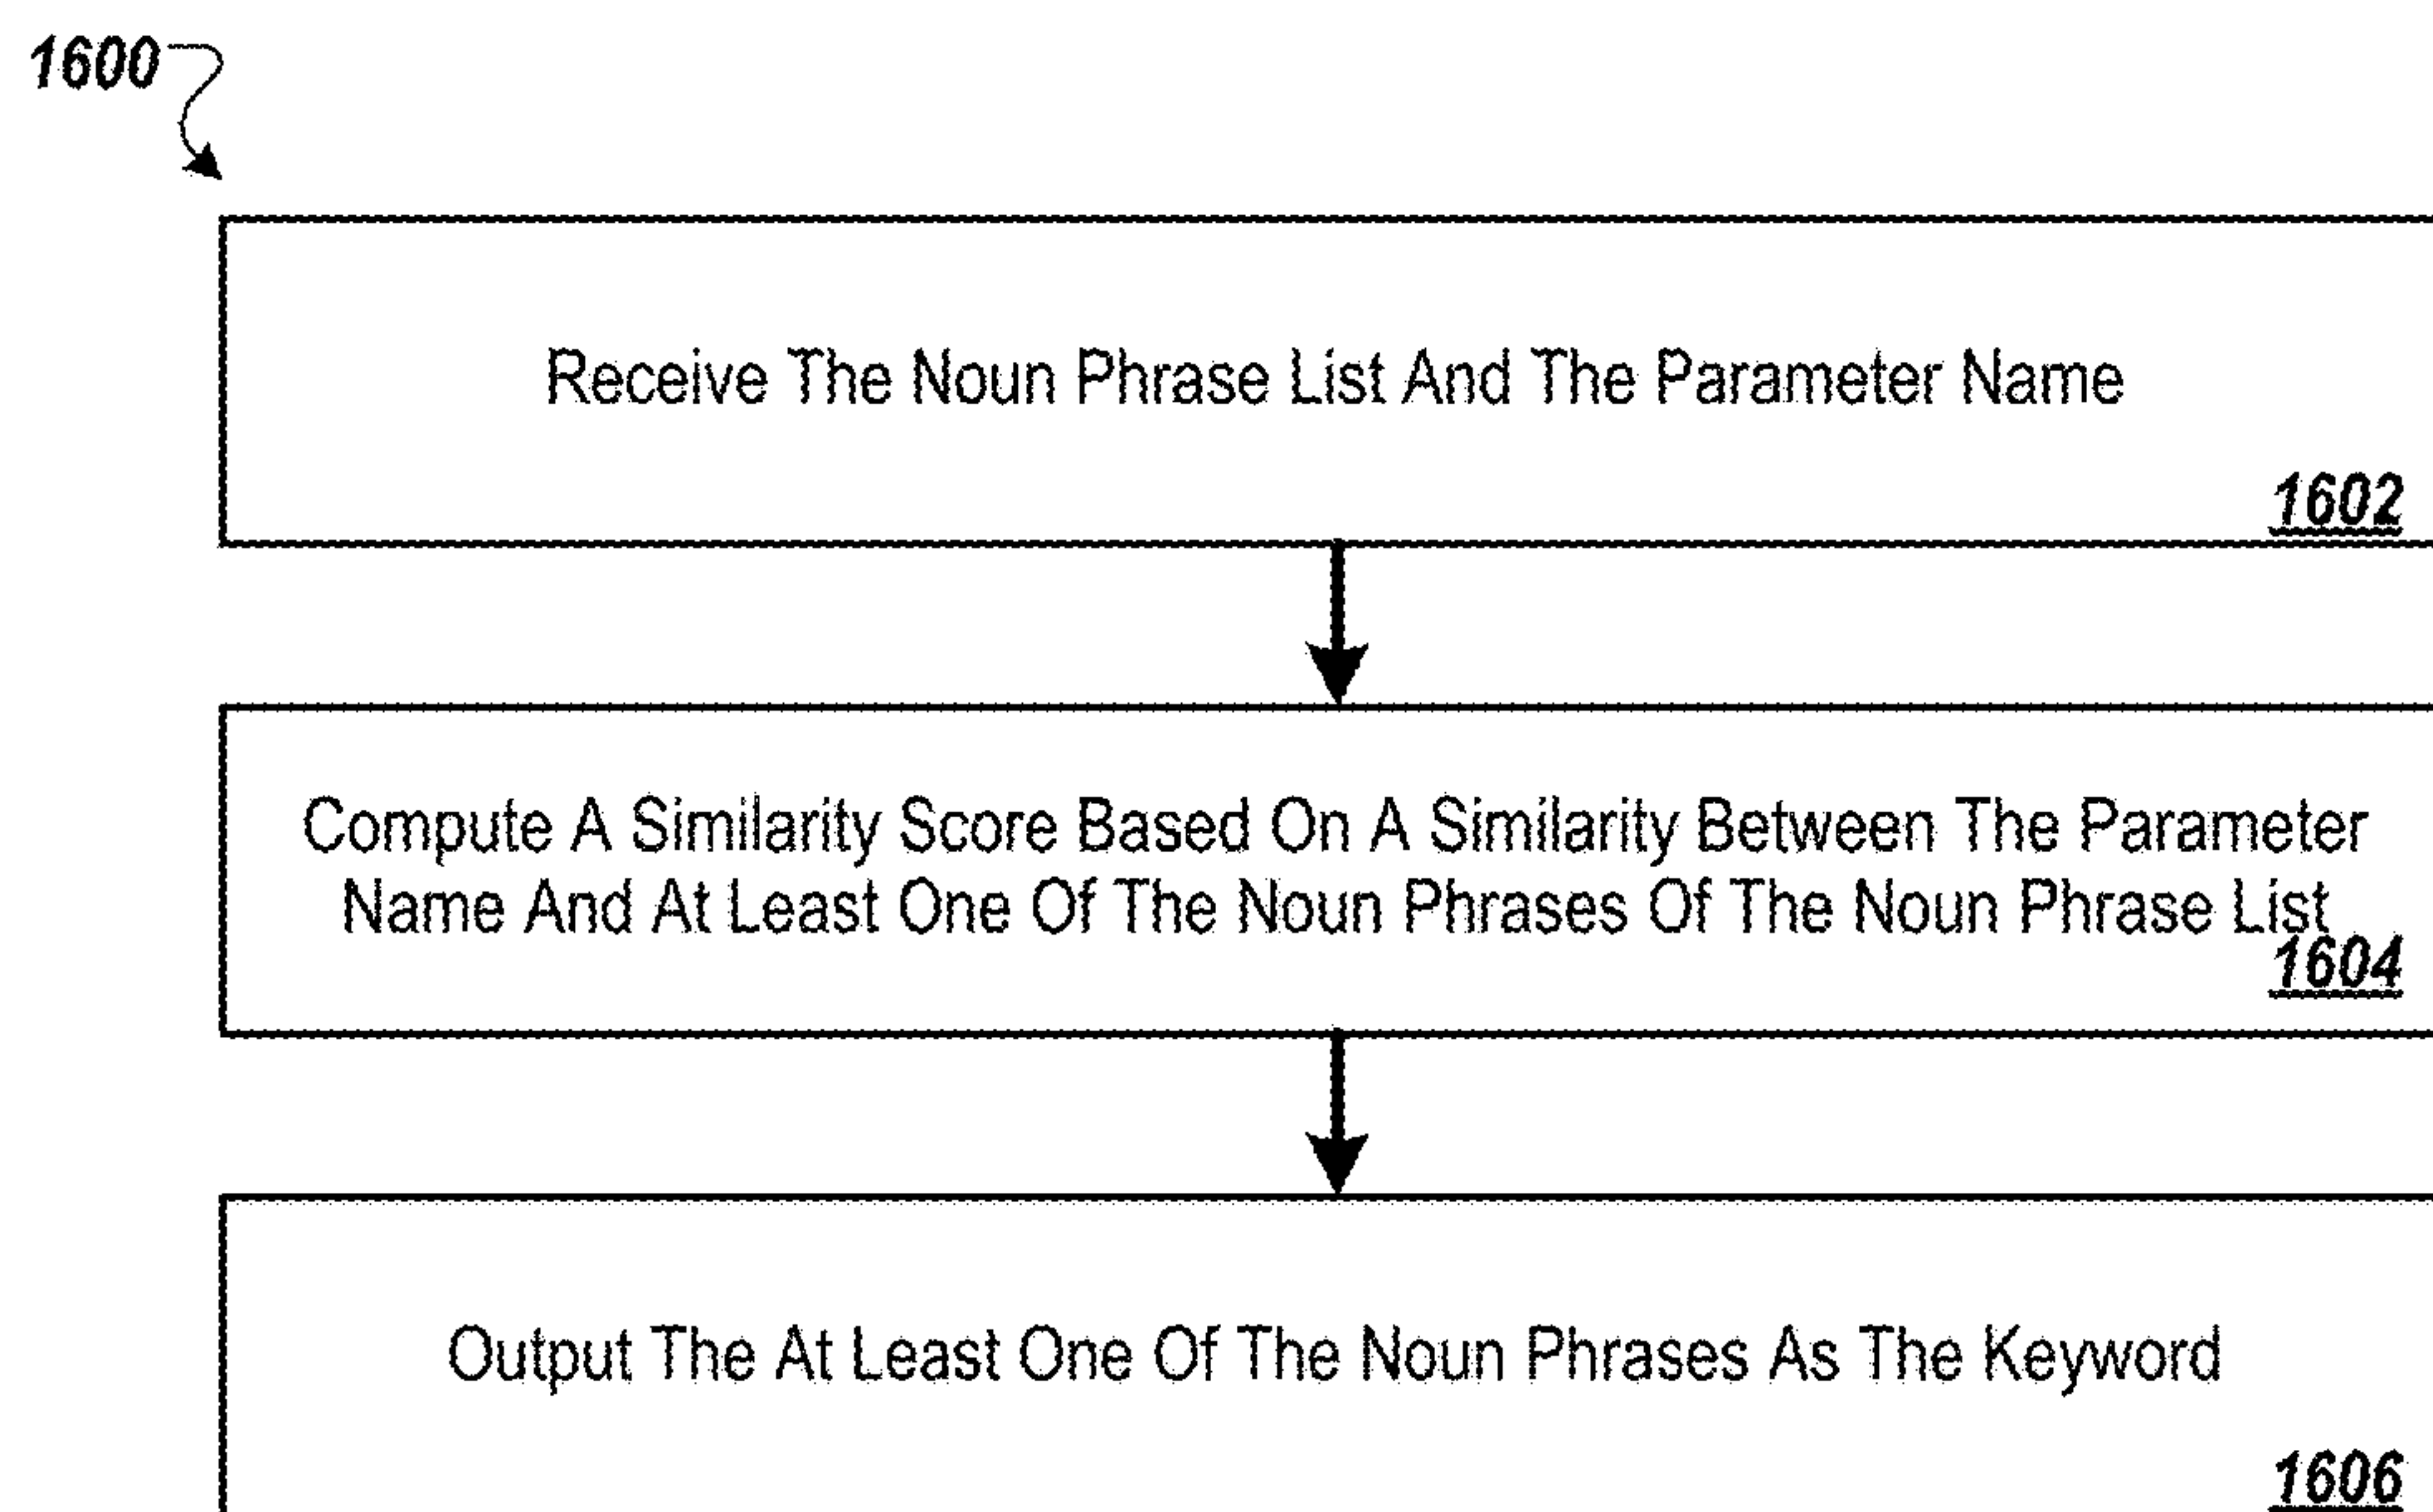 1600
Receive The Noun Phrase List And The Parameter Name
1602
Compute A Similarity Score Based On A Similarity Between The Parameter
Name And At Least One Of The Noun Phrases Of The Noun Phrase List
1604
Output The At Least One Of The Noun Phrases As The Keyword
1606